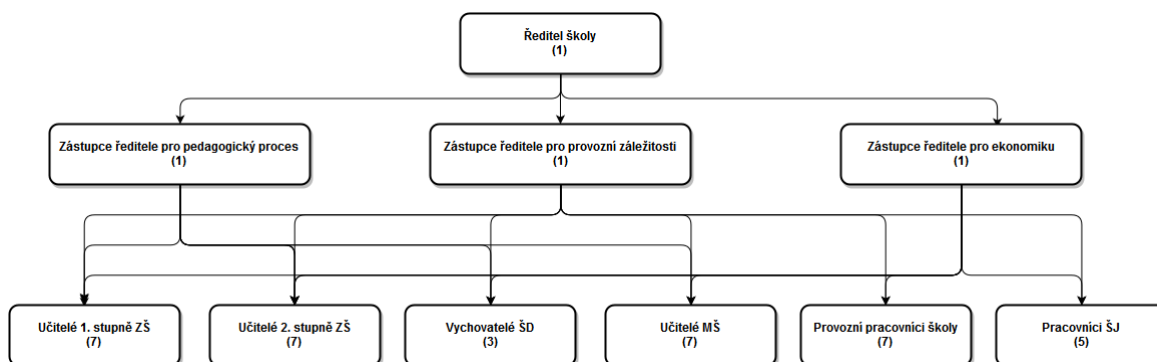 Ředitel školy
(1)
Zástupce ředitele pro pedagogický proces
(1)
Zástupce ředitele pro provozní záležitosti
(1)
Zástupce ředitele pro ekonomiku
(1)
Učitelé 1. stupně ZŠ
(7)
Učitelé 2. stupně ZŠ
(7)
Vychovatelé ŠD
(3)
Učitelé MŠ
(7)
Provozní pracovníci školy
(7)
Pracovníci ŠJ
(5)